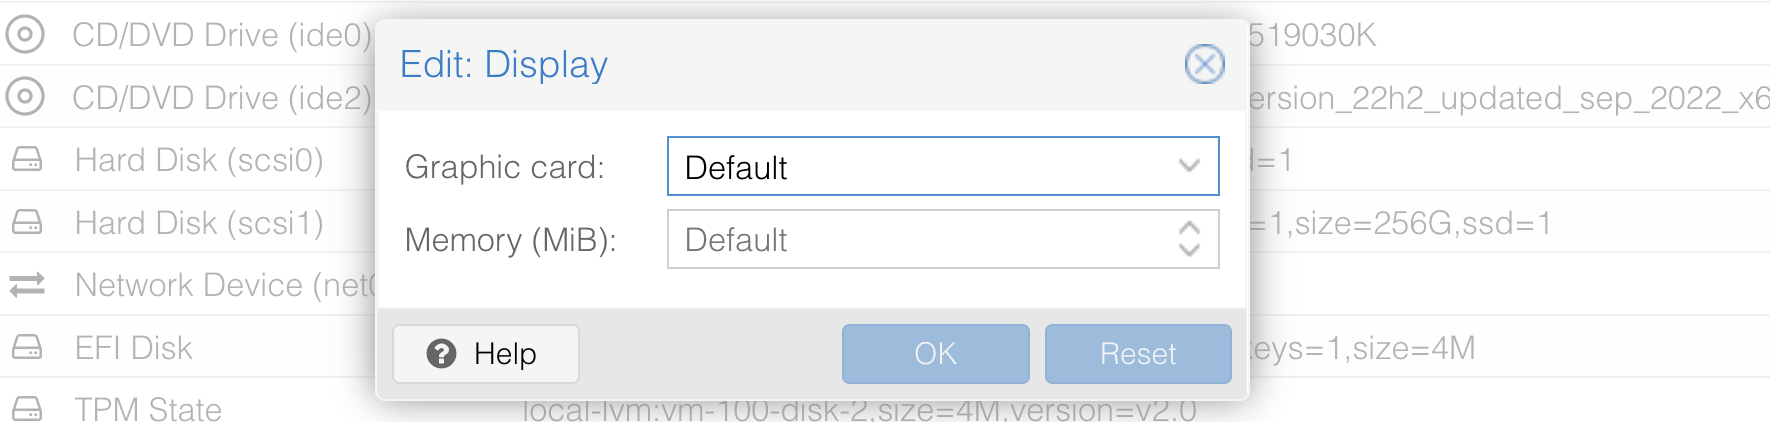 CD/DVD Drive (ide0)
519030K
Edit: Display
CD/DVD Drive (ide2)
ersion_22h2_updated_sep_2022_x6
Hard Disk (scsi0)
Graphic card: Default
=1
Hard Disk (scsi1)
=1,size=256G,ssd=1
Memory (MiB): Default
Network Device (net
EFI Disk
eys=1,size=4M
Help OK Reset
TPM State local-lvm:vm-100-disk-2,size=4M,version=v2.0